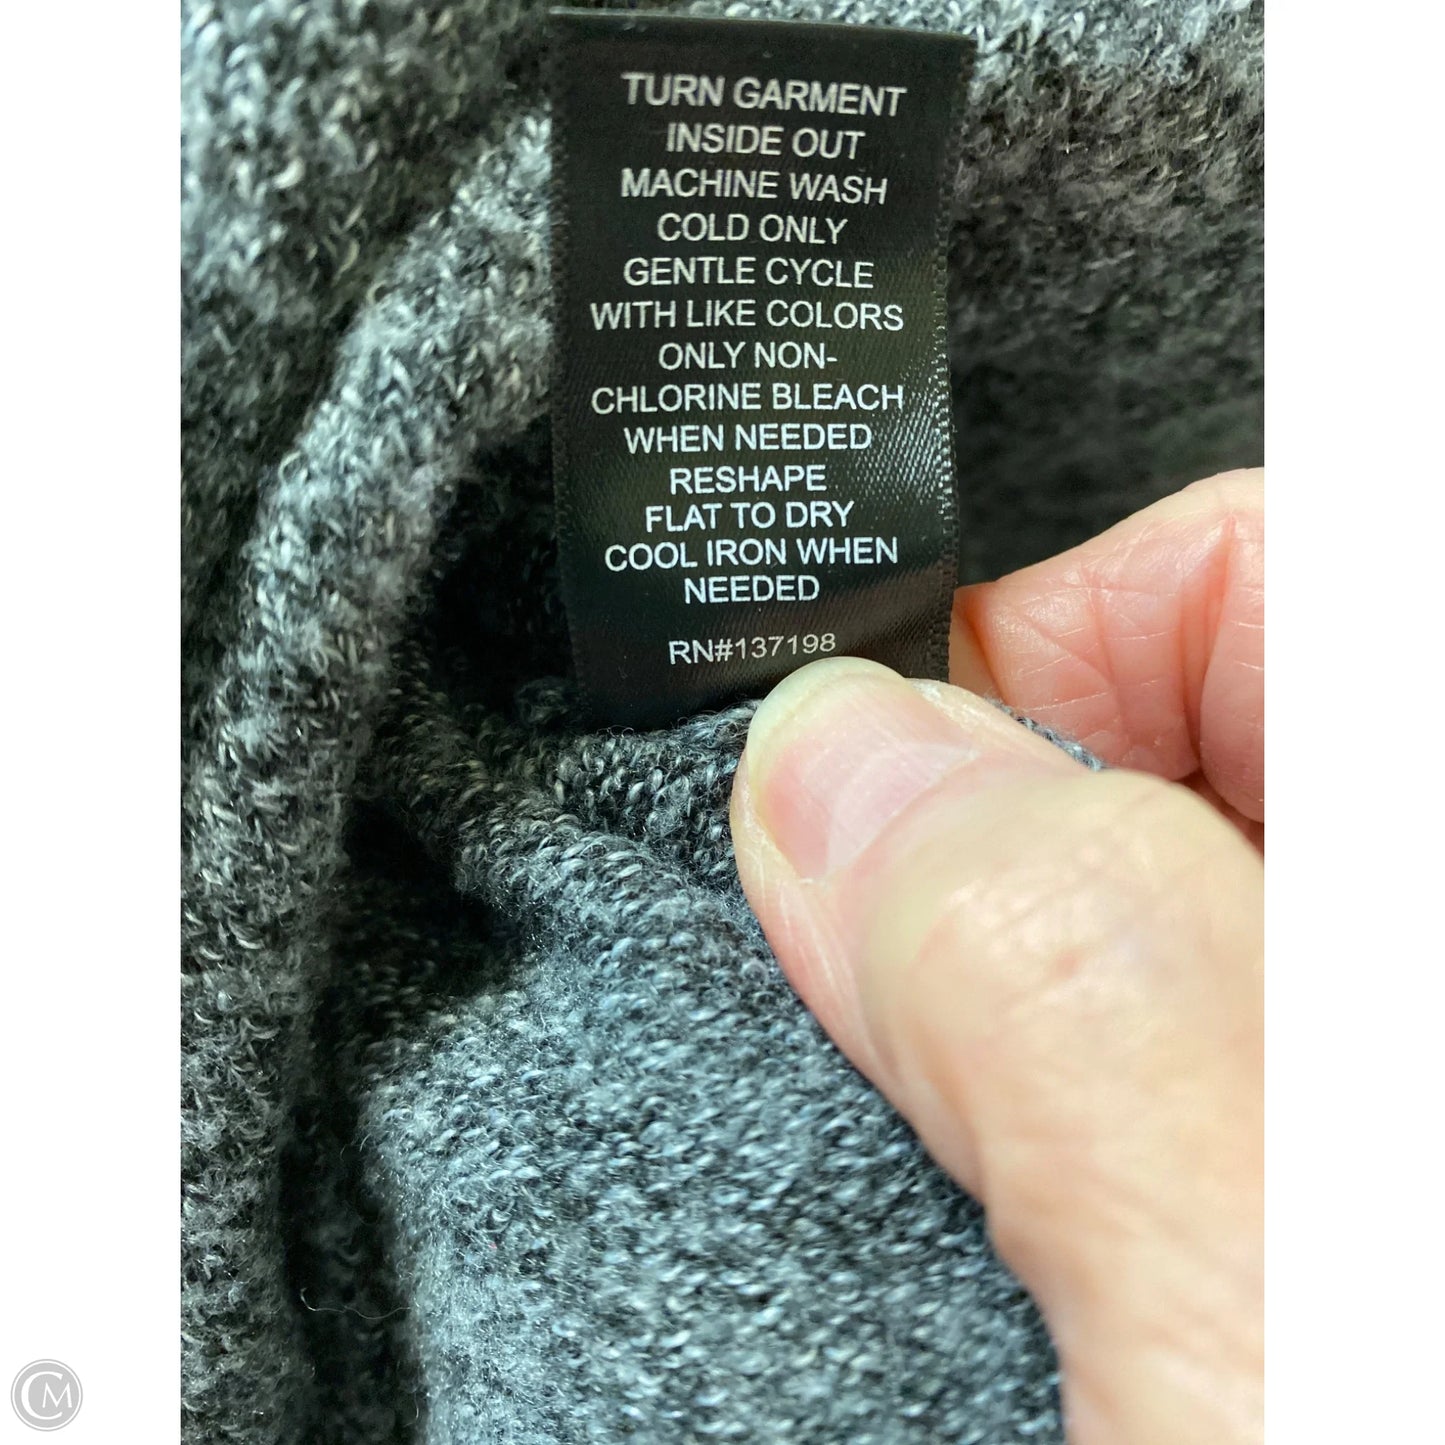 TURN GARMENT
INSIDE OUT
MACHINE WASH
COLD ONLY
GENTLE CYCLE
WITH LIKE COLORS
ONLY NON-
CHLORINE BLEACH
WHEN NEEDED
RESHAPE
FLAT TO DRY
COOL IRON WHEN
NEEDED
RN#137198
CM